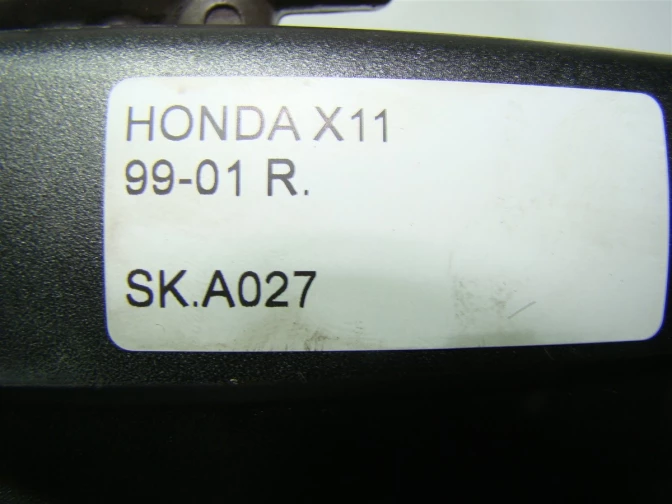 HONDA X11
99-01 R.
SK.A027